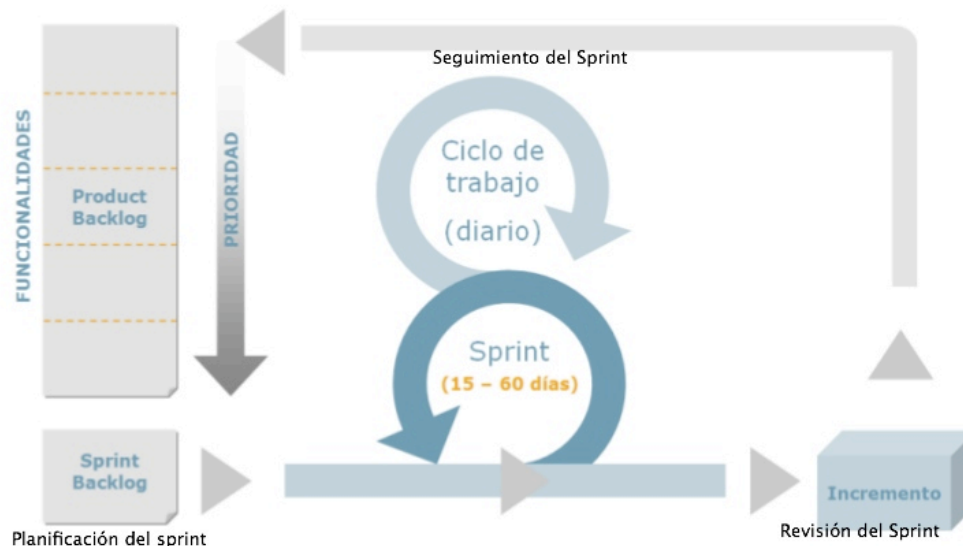 Seguimiento del Sprint
FUNCIONALIDADES
Product
Backlog
PRIORIDAD
Ciclo de
trabajo
(diario)
Sprint
(15 – 60 días)
Sprint
Backlog
Planificación del sprint
Incremento
Revisión del Sprint